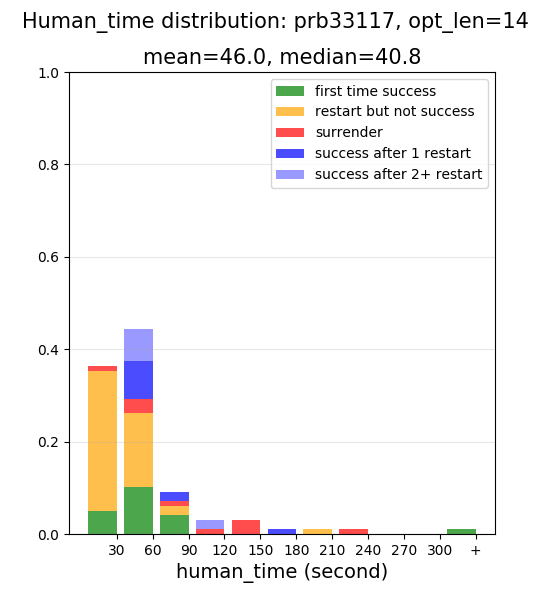 Human_time distribution: prb33117, opt_len=14
mean=46.0, median=40.8
1.0
first time success
restart but not success
surrender
success after 1 restart
success after 2+ restart
0.8
0.6
0.4
0.2
0.0
30 60 90 120 150 180 210 240 270 300 +
human_time (second)